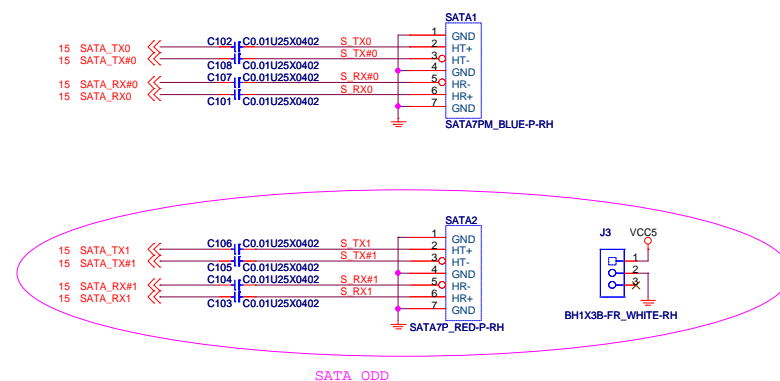 SATA1
C102 C0.01U25X0402 S_TX0 1 GND
15 SATA_TX0 2 HT+
15 SATA_TX#0 S_TX#0 3 HT-
C108 C0.01U25X0402 4 GND
C107 C0.01U25X0402 S_RX#0
15 SATA_RX#0 5 HR-
15 SATA_RX0 S_RX0 6 HR+
C101 C0.01U25X0402 7 GND
SATA7PM_BLUE-P-RH
SATA2
J3 VCC5
C106 C0.01U25X0402 S_TX1 1 GND
15 SATA_TX1 2 HT+
15 SATA_TX#1 S_TX#1 3 HT-
C105 C0.01U25X0402 4 GND
C104 C0.01U25X0402 S_RX#1
15 SATA_RX#1 5 HR-
15 SATA_RX1 S_RX1 6 HR+
C103 C0.01U25X0402 7 GND
1
2
3
BH1X3B-FR_WHITE-RH
SATA7P_RED-P-RH
SATA ODD